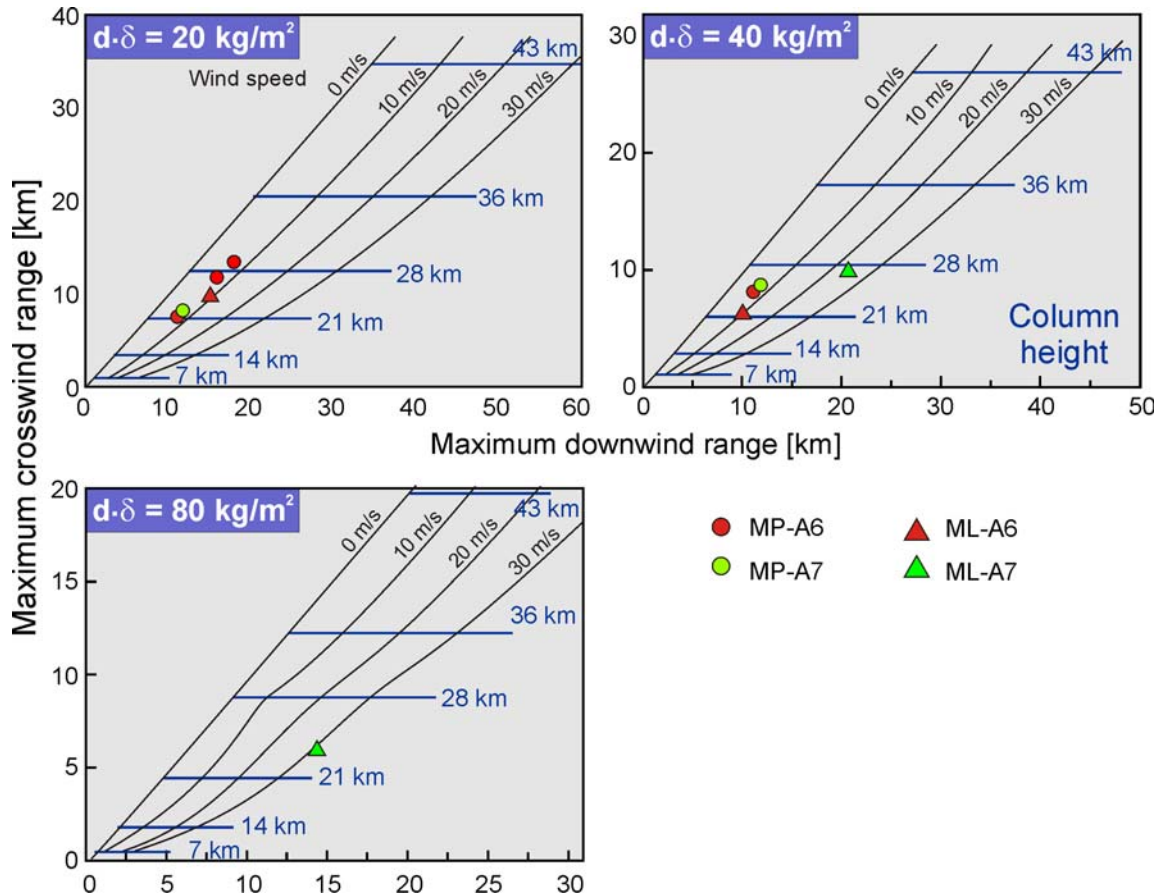 d·δ = 20 kg/m²
Wind speed
0 m/s
10 m/s
20 m/s
30 m/s
43 km
36 km
28 km
21 km
14 km
7 km
40
30
20
10
0
0
10
20
30
40
50
60
d·δ = 40 kg/m²
0 m/s
10 m/s
20 m/s
30 m/s
43 km
36 km
28 km
21 km
14 km
7 km
Column
height
30
20
10
0
0
10
20
30
40
50
Maximum crosswind range [km]
Maximum downwind range [km]
d·δ = 80 kg/m²
0 m/s
10 m/s
20 m/s
30 m/s
43 km
36 km
28 km
21 km
14 km
7 km
20
15
10
5
0
0
5
10
15
20
25
30
MP-A6
ML-A6
MP-A7
ML-A7